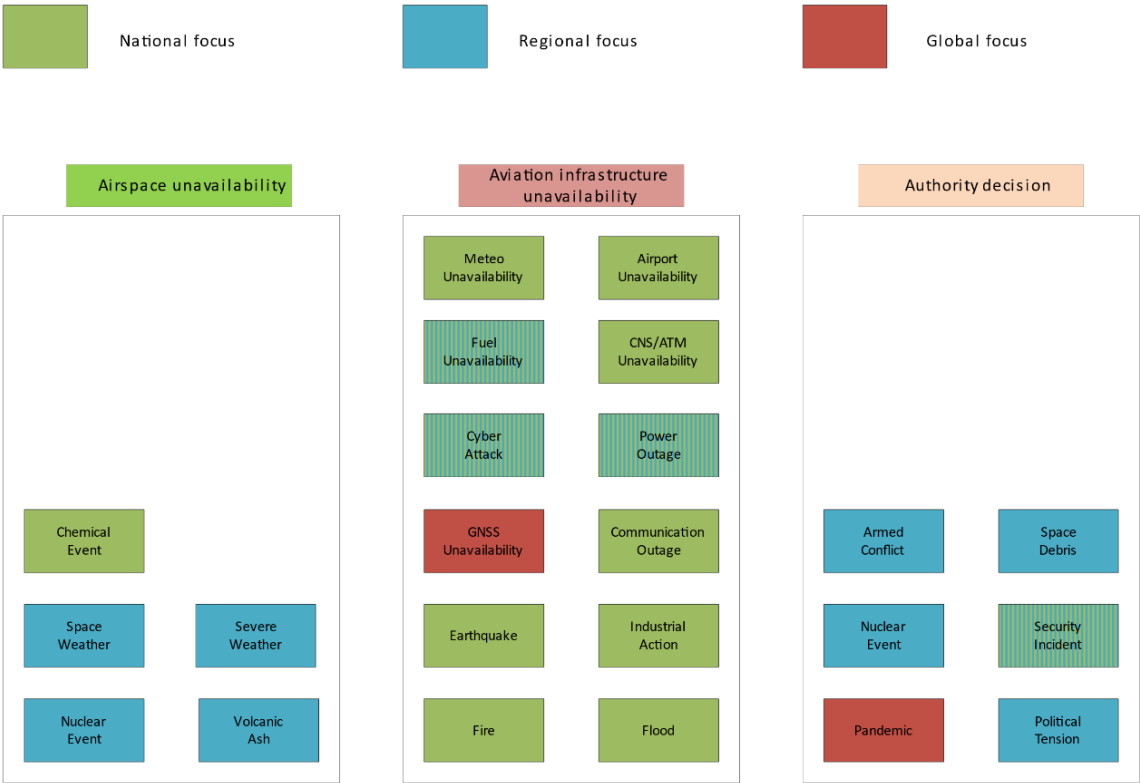 National focus
Regional focus
Global focus
Airspace unavailability
Chemical
Event
Space
Weather
Severe
Weather
Nuclear
Event
Volcanic
Ash
Aviation infrastructure
unavailability
Meteo
Unavailability
Airport
Unavailability
Fuel
Unavailability
CNS/ATM
Unavailability
Cyber
Attack
Power
Outage
GNSS
Unavailability
Communication
Outage
Earthquake
Industrial
Action
Fire
Flood
Authority decision
Armed
Conflict
Space
Debris
Nuclear
Event
Security
Incident
Pandemic
Political
Tension